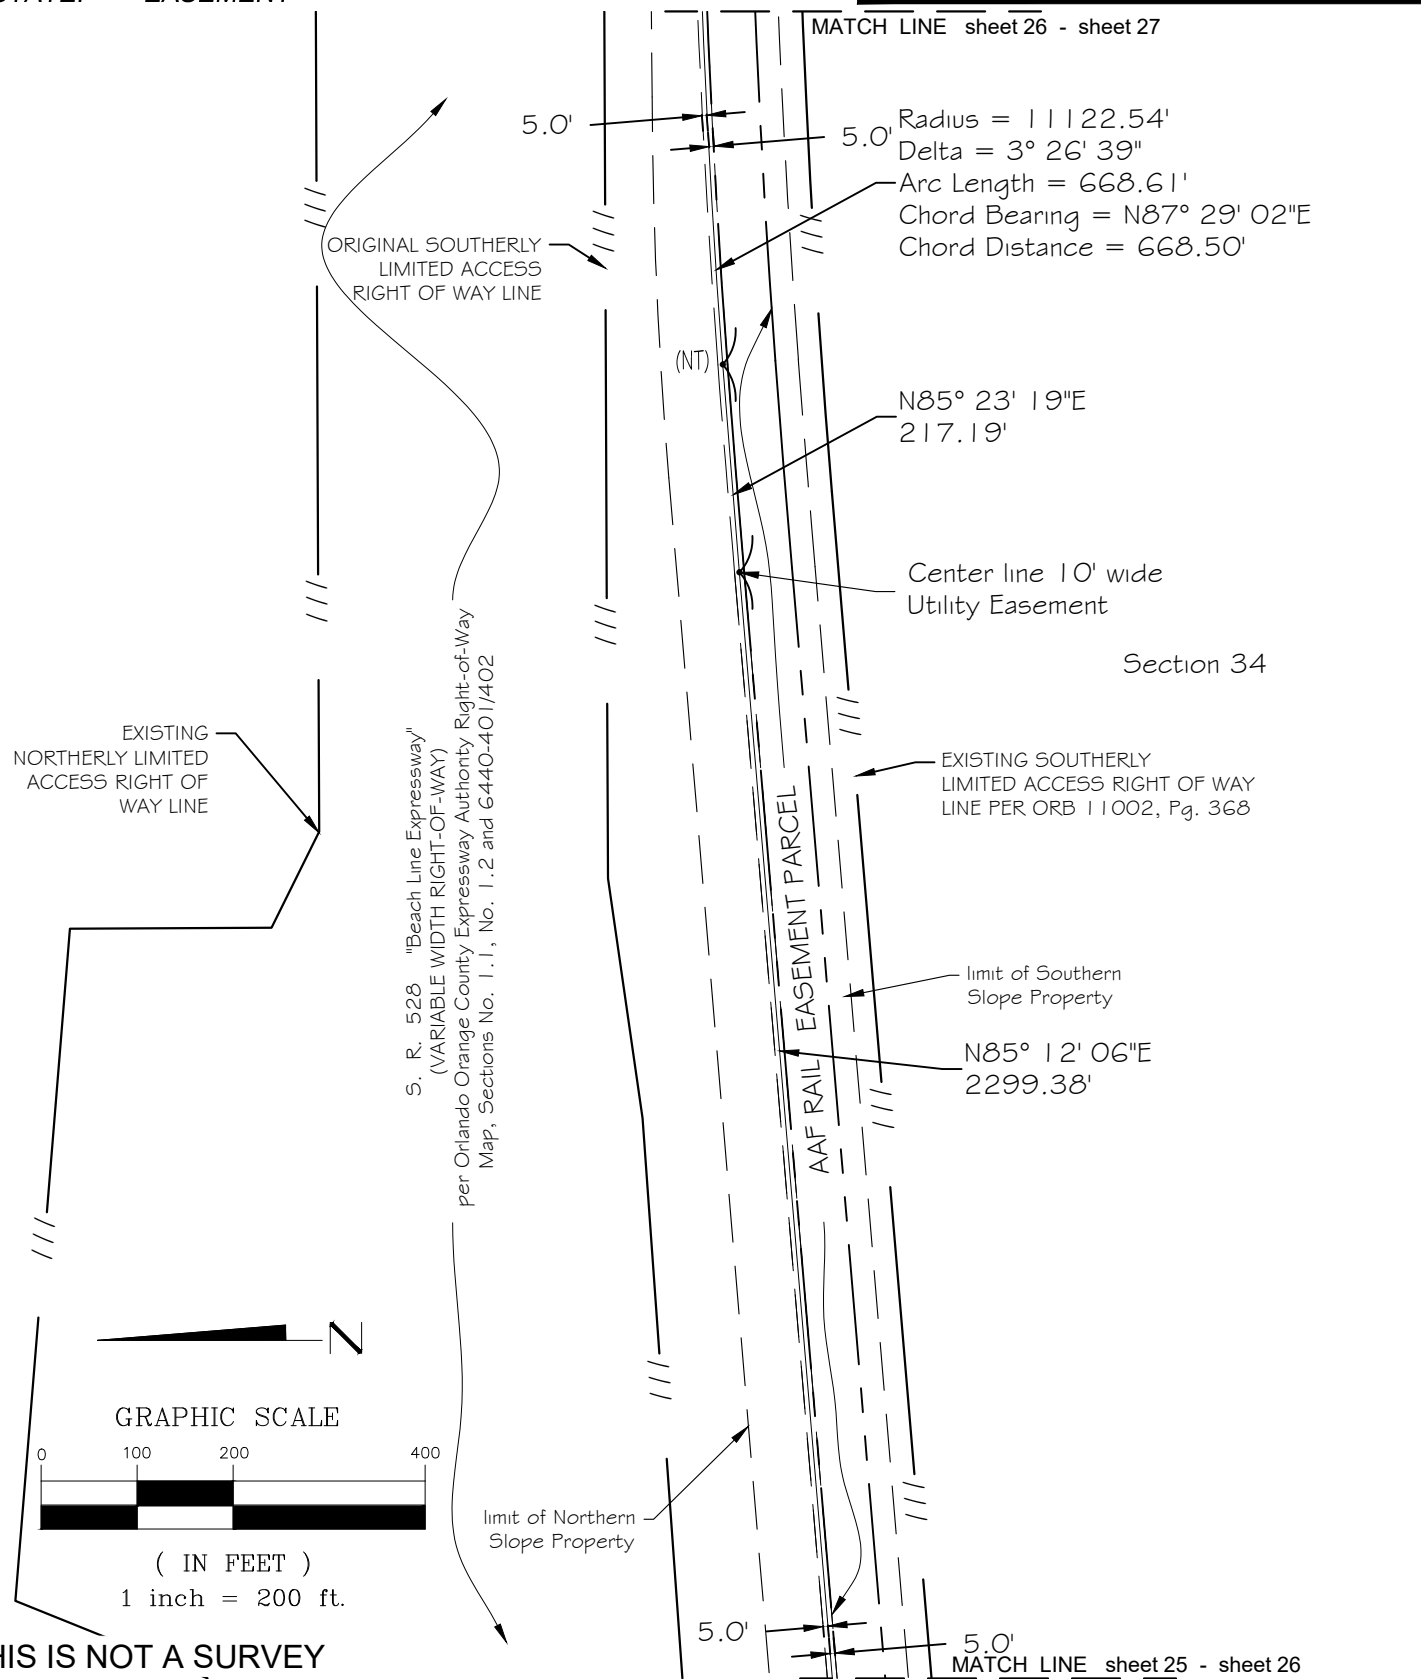 EASEMENT
MATCH LINE sheet 26 - sheet 27
5.0'
5.0'
Radius = 11122.54'
Delta = 3° 26' 39"
Arc Length = 668.61'
Chord Bearing = N87° 29' 02"E
Chord Distance = 668.50'
ORIGINAL SOUTHERLY
LIMITED ACCESS
RIGHT OF WAY LINE
(NT)
N85° 23' 19"E
217.19'
Center line 10' wide
Utility Easement
Section 34
EXISTING
NORTHERLY LIMITED
ACCESS RIGHT OF
WAY LINE
S. R. 528 "Beach Line Expressway"
(VARIABLE WIDTH RIGHT-OF-WAY)
per Orlando Orange County Expressway Authority Right-of-Way
Map, Sections No. 1.1, No. 1.2 and 6440-401/402
EXISTING SOUTHERLY
LIMITED ACCESS RIGHT OF WAY
LINE PER ORB 11002, Pg. 368
AAF RAIL EASEMENT PARCEL
limit of Southern
Slope Property
N85° 12' 06"E
2299.38'
N
GRAPHIC SCALE
0 100 200 400
( IN FEET )
1 inch = 200 ft.
limit of Northern
Slope Property
5.0'
5.0'
HIS IS NOT A SURVEY
MATCH LINE sheet 25 - sheet 26